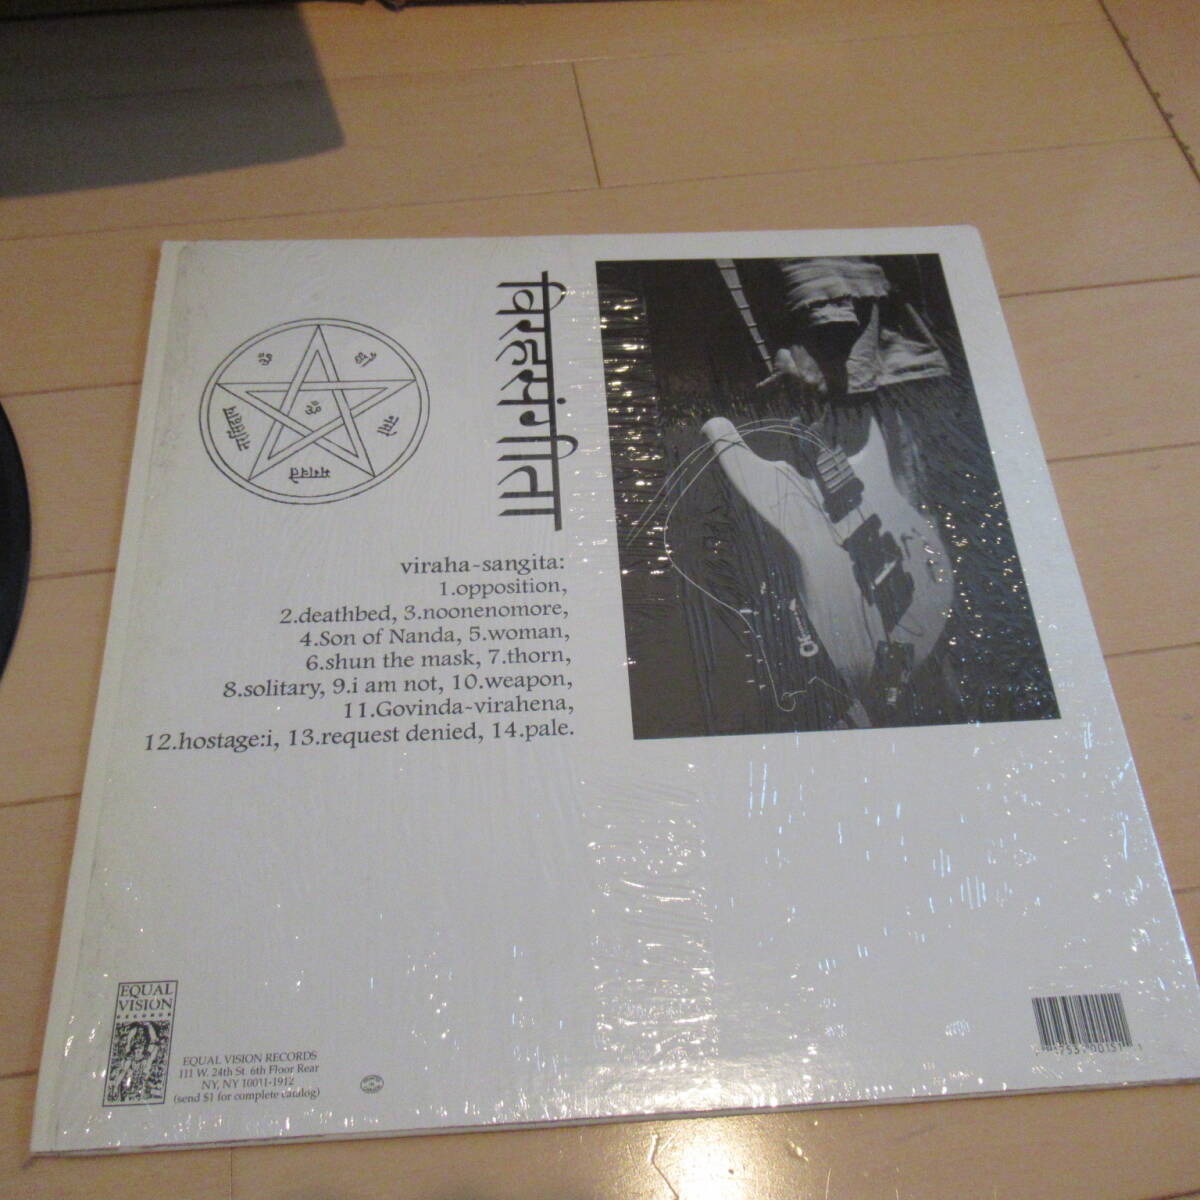 विरहसंगीता
ॐ
ॐ
ॐ
नमो
भगवते
viraha-sangita:
1.opposition,
2.deathbed, 3.noonenomore,
4.Son of Nanda, 5.woman,
6.shun the mask, 7.thorn,
8.solitary, 9.i am not, 10.weapon,
11.Govinda-virahena,
12.hostage:i, 13.request denied, 14.pale.
EQUAL
VISION
RECORDS
EQUAL VISION RECORDS
111 W. 24th St. 6th Floor Rear
NY, NY 10011-1912
(send $1 for complete catalog)